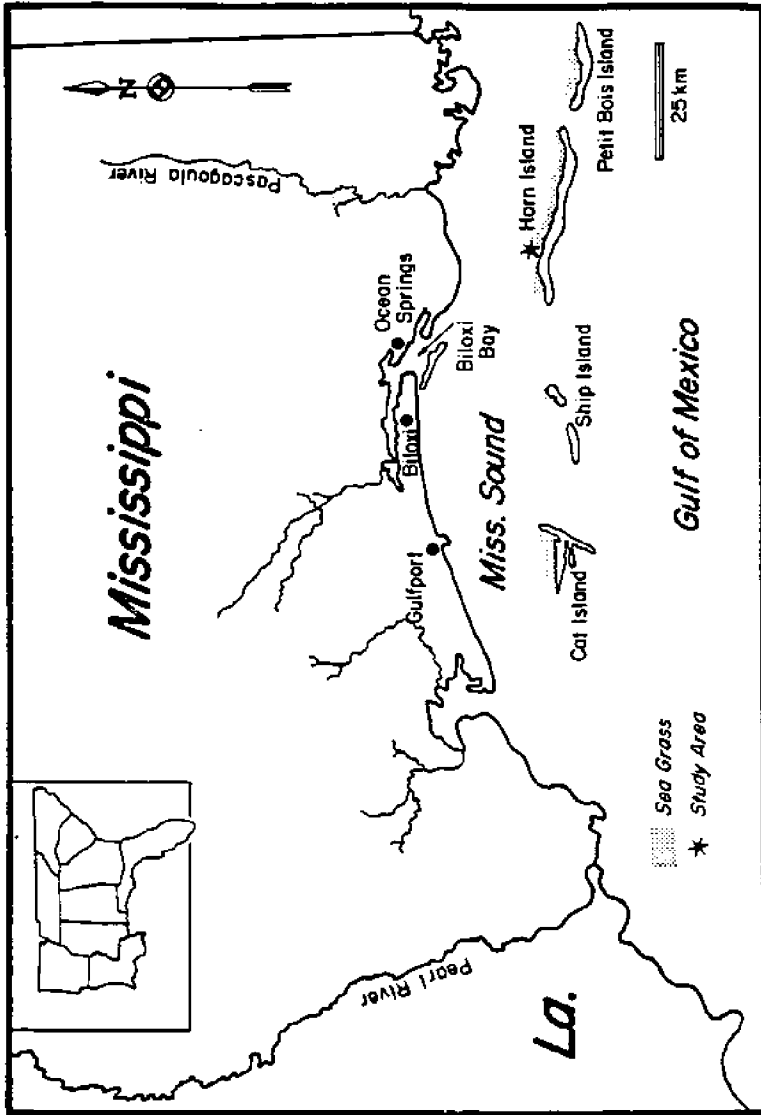 Mississippi
N
Pascagoula River
Ocean
Springs
Biloxi
Biloxi
Bay
Gulfport
Miss. Sound
Horn Island
Petit Bois Island
Ship Island
Cat Island
Gulf of Mexico
25 km
Pearl River
La.
Sea Grass
Study Area